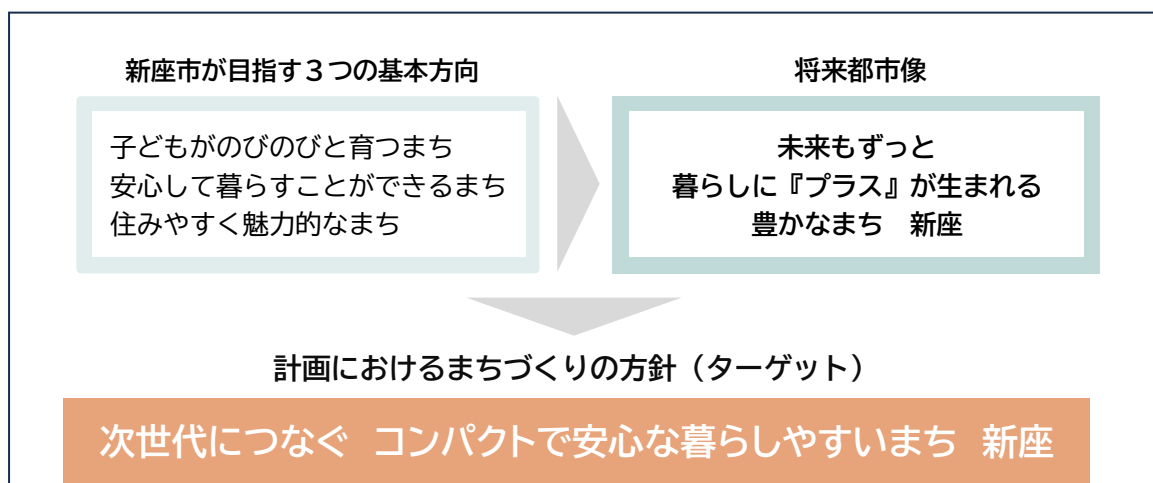 新座市が目指す３つの基本方向
子どもがのびのびと育つまち
安心して暮らすことができるまち
住みやすく魅力的なまち
将来都市像
未来もずっと
暮らしに『プラス』が生まれる
豊かなまち　新座
計画におけるまちづくりの方針（ターゲット）
次世代につなぐ　コンパクトで安心な暮らしやすいまち　新座